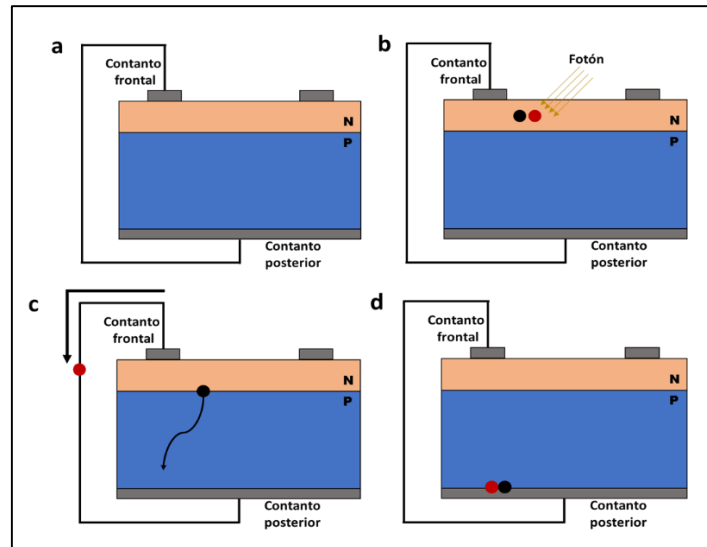 a
Contanto
frontal
N
P
Contanto
posterior
b
Contanto
frontal
Fotón
N
P
Contanto
posterior
c
Contanto
frontal
N
P
Contanto
posterior
d
Contanto
frontal
N
P
Contanto
posterior